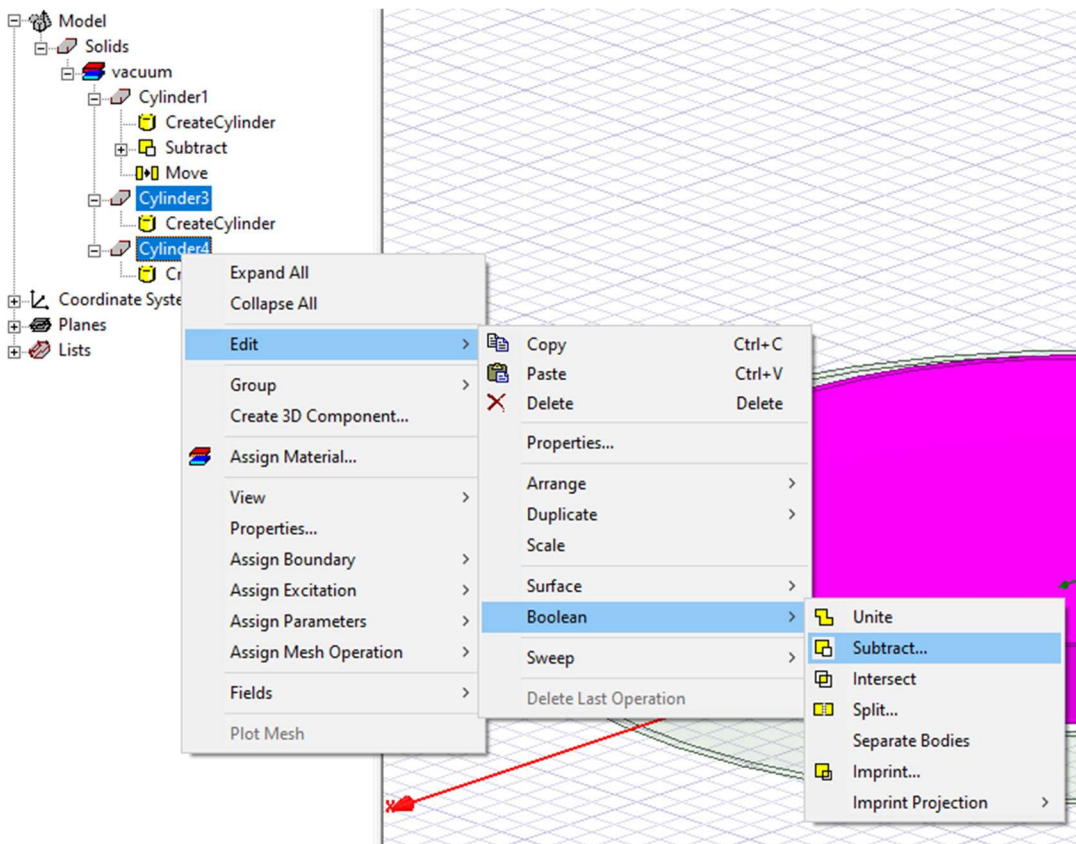 Model
Solids
vacuum
Cylinder1
CreateCylinder
Subtract
Move
Cylinder3
CreateCylinder
Cylinder4
Cr
Coordinate Syste
Planes
Lists
Expand All
Collapse All
Edit
Group
Create 3D Component...
Assign Material...
View
Properties...
Assign Boundary
Assign Excitation
Assign Parameters
Assign Mesh Operation
Fields
Plot Mesh
Copy Ctrl+C
Paste Ctrl+V
Delete Delete
Properties...
Arrange
Duplicate
Scale
Surface
Boolean
Sweep
Delete Last Operation
Unite
Subtract...
Intersect
Split...
Separate Bodies
Imprint...
Imprint Projection
X